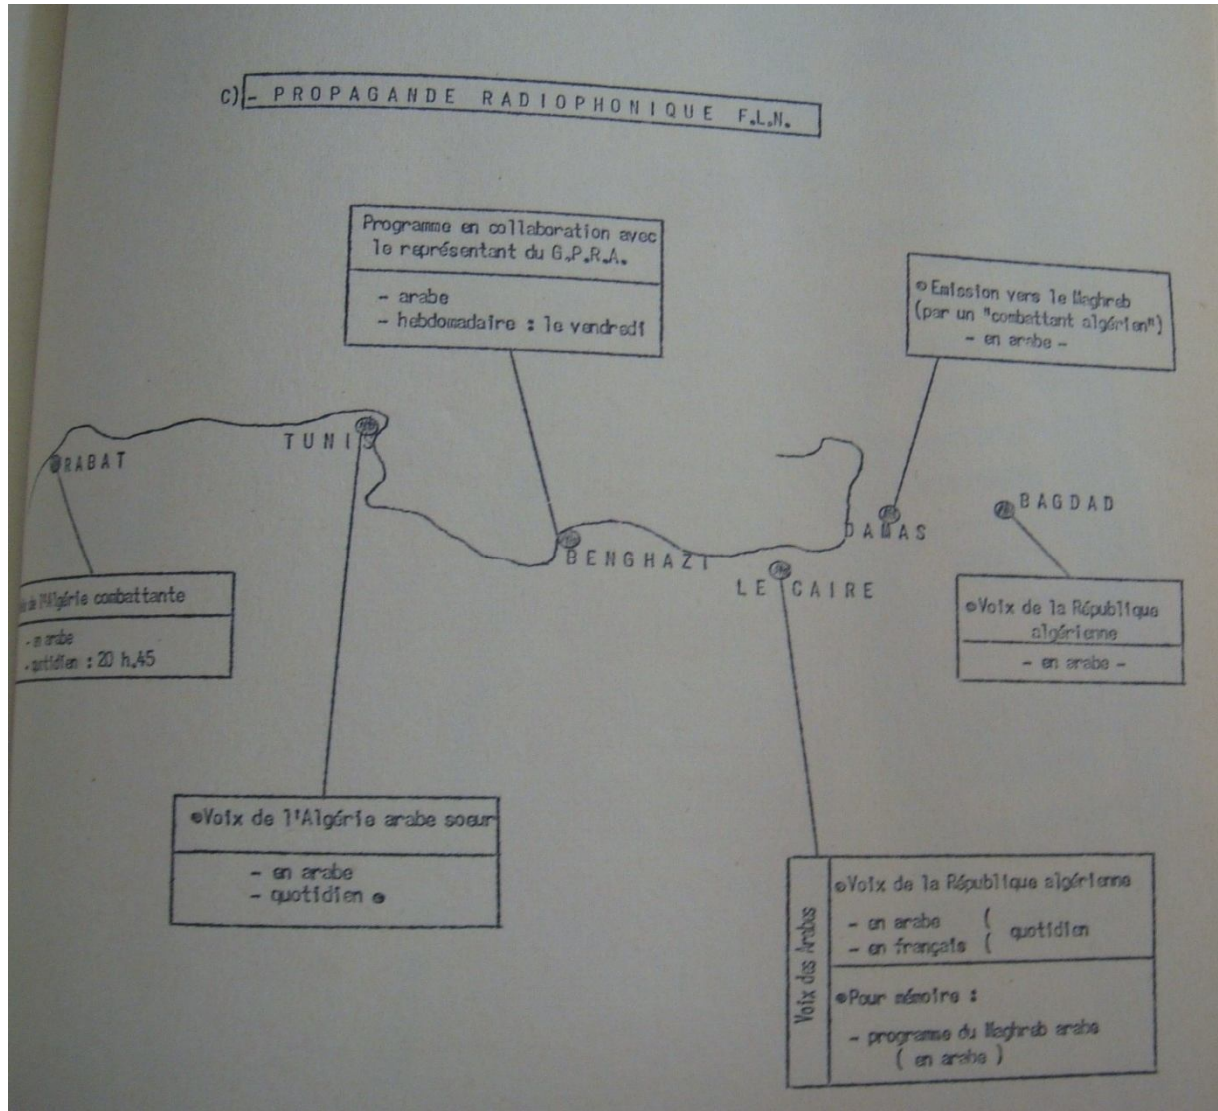 C) - PROPAGANDE RADIOPHONIQUE F.L.N.
Programme en collaboration avec
le représentant du G.P.R.A.
- arabe
- hebdomadaire : le vendredi
Emission vers le Maghreb
(par un "combattant algérien")
- en arabe -
TUNIS
RABAT
BAGDAD
DAMAS
BENGHAZI
LE CAIRE
de l'Algérie combattante
- en arabe
- quotidien : 20 h.45
Voix de la République
algérienne
- en arabe -
Voix de l'Algérie arabe soeur
- en arabe
- quotidien
Voix des Arabes
Voix de la République algérienne
- en arabe (
- en français ( quotidien
Pour mémoire :
- programme du Maghreb arabe
( en arabe )